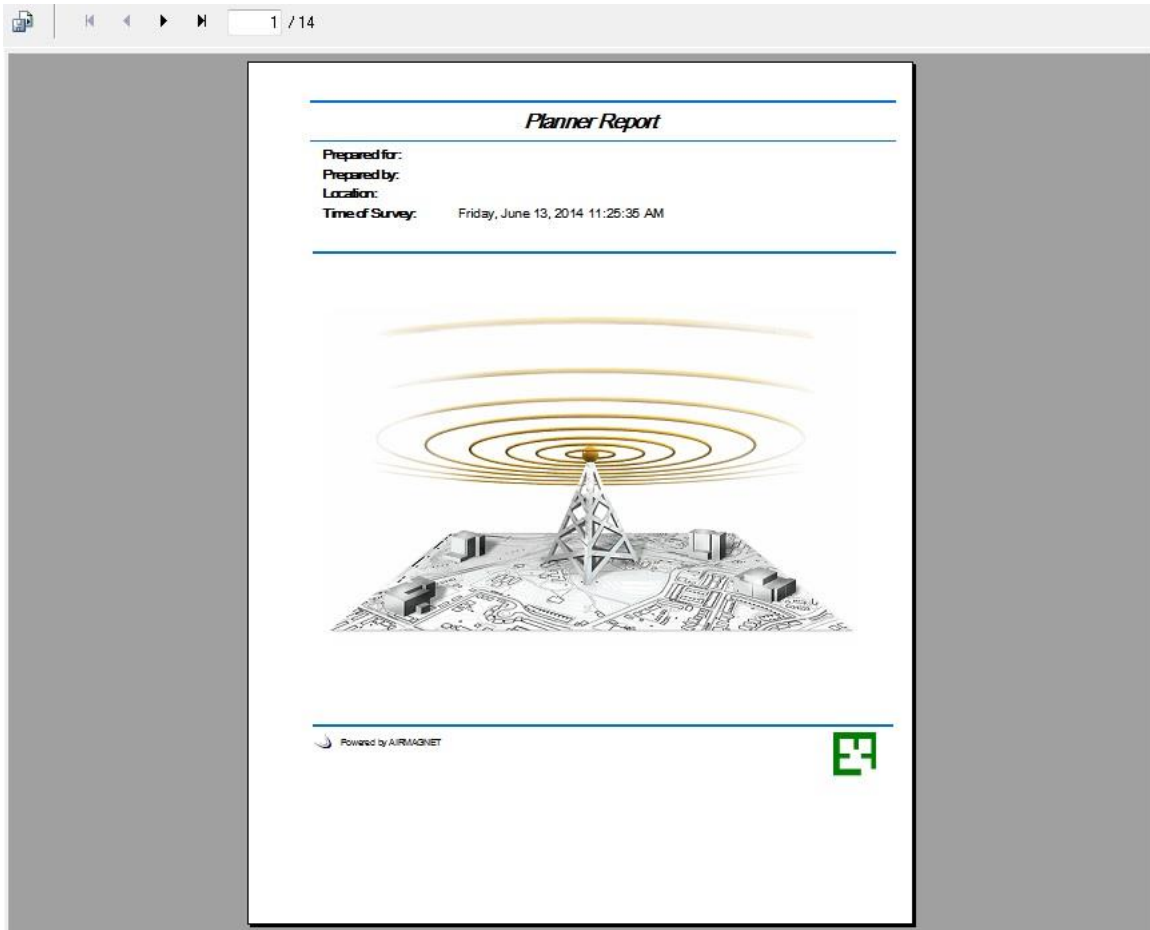 1 / 14
Planner Report
Prepared for:
Prepared by:
Location:
Time of Survey: Friday, June 13, 2014 11:25:35 AM
Powered by AIRMAGNET